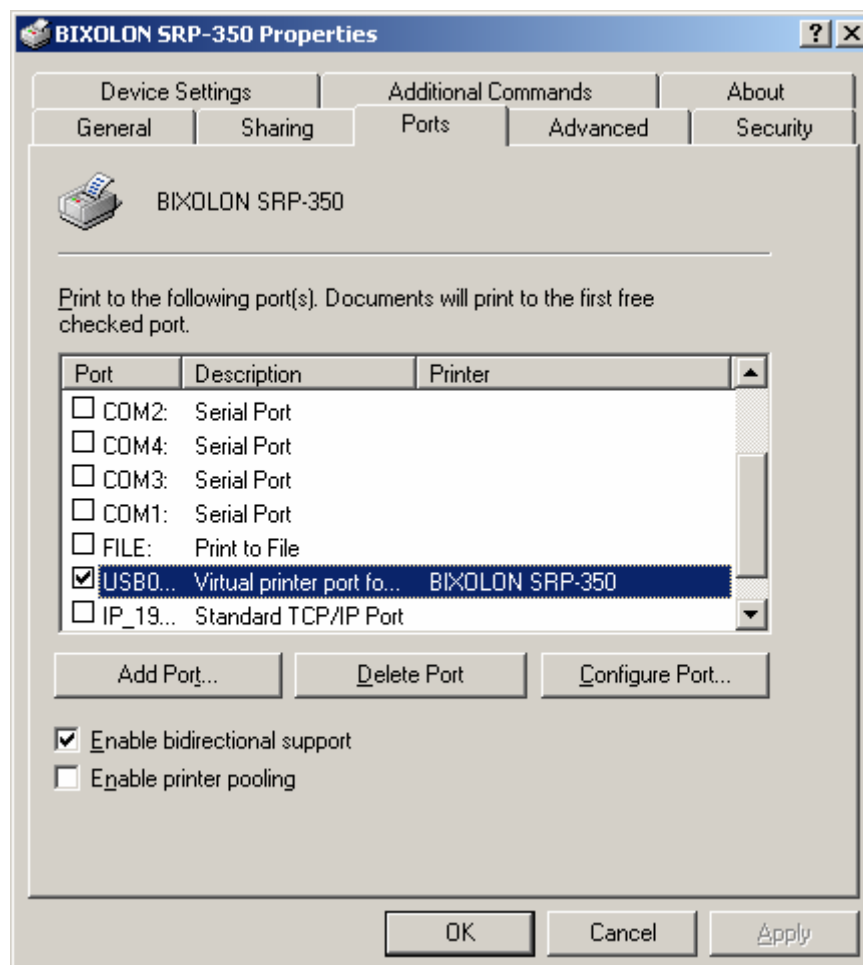 BIXOLON SRP-350 Properties
Device Settings Additional Commands About
General Sharing Ports Advanced Security
BIXOLON SRP-350
Print to the following port(s). Documents will print to the first free
checked port.
Port Description Printer
COM2: Serial Port
COM4: Serial Port
COM3: Serial Port
COM1: Serial Port
FILE: Print to File
USB0... Virtual printer port fo... BIXOLON SRP-350
IP_19... Standard TCP/IP Port
Add Port... Delete Port Configure Port...
Enable bidirectional support
Enable printer pooling
OK Cancel Apply